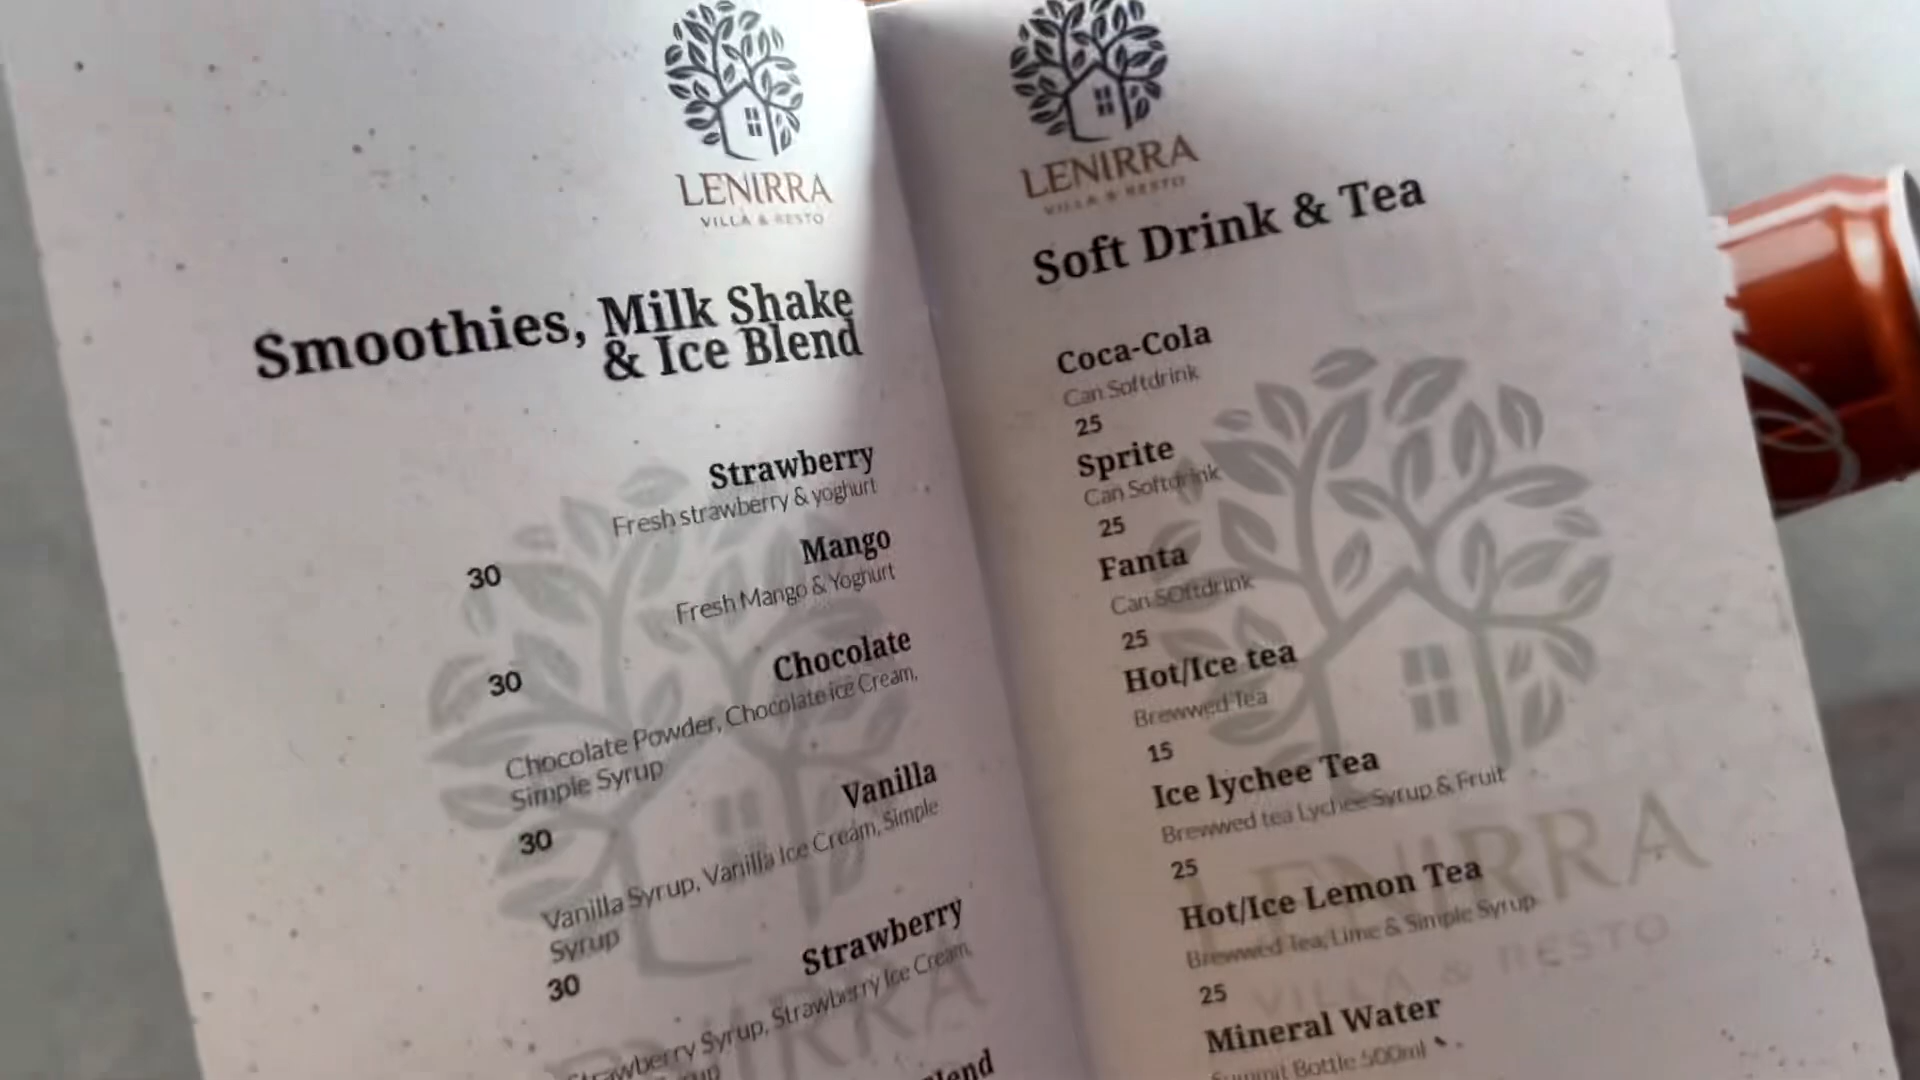 LENIRRA
VILLA & RESTO
Smoothies, Milk Shake
& Ice Blend
Strawberry
Fresh strawberry & yoghurt
30
Mango
Fresh Mango & Yoghurt
30
Chocolate
Chocolate Powder, Chocolate ice Cream,
Simple Syrup
30
Vanilla
Vanilla Syrup, Vanilla Ice Cream, Simple
Syrup
30
Strawberry
Syrup, Strawberry Ice Cream,
LENIRRA
VILLA & RESTO
Soft Drink & Tea
Coca-Cola
Can Softdrink
25
Sprite
Can Softdrink
25
Fanta
Can SOftdrink
25
Hot/Ice tea
Brewwed Tea
15
Ice lychee Tea
Brewwed tea Lychee Syrup & Fruit
25
Hot/Ice Lemon Tea
Brewwed Tea, Lime & Simple Syrup
25
Mineral Water
Bottle 500ml
LENIRRA
VILLA & RESTO